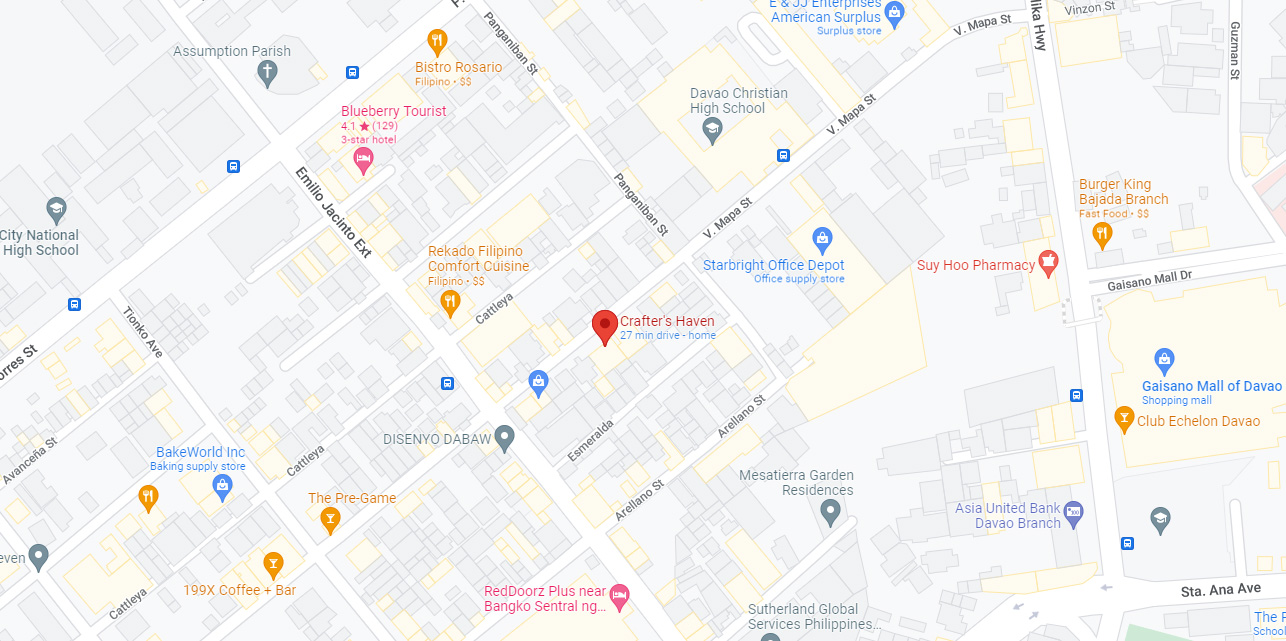 E & JJ Enterprises
American Surplus
Surplus store
Vinzon St
V. Mapa St
Guzman St
Panganiban St
Assumption Parish
Bistro Rosario
Filipino • $$
Davao Christian
High School
Blueberry Tourist
4.1 ★ (129)
3-star hotel
V. Mapa St
Emilio Jacinto Ext
Panganiban St
Burger King
Bajada Branch
Fast Food • $$
City National
High School
V. Mapa St
Rekado Filipino
Comfort Cuisine
Filipino • $$
Starbright Office Depot
Office supply store
Suy Hoo Pharmacy
Gaisano Mall Dr
Cattleya
Tionko Ave
Crafter's Haven
27 min drive - home
Gaisano Mall of Davao
Shopping mall
Club Echelon Davao
Arellano St
DISENYO DABAW
Esmeralda
Avanceña St
BakeWorld Inc
Baking supply store
Cattleya
Mesatierra Garden
Residences
The Pre-Game
Arellano St
Asia United Bank
Davao Branch
199X Coffee + Bar
Cattleya
RedDoorz Plus near
Bangko Sentral ng...
Sutherland Global
Services Philippines...
Sta. Ana Ave